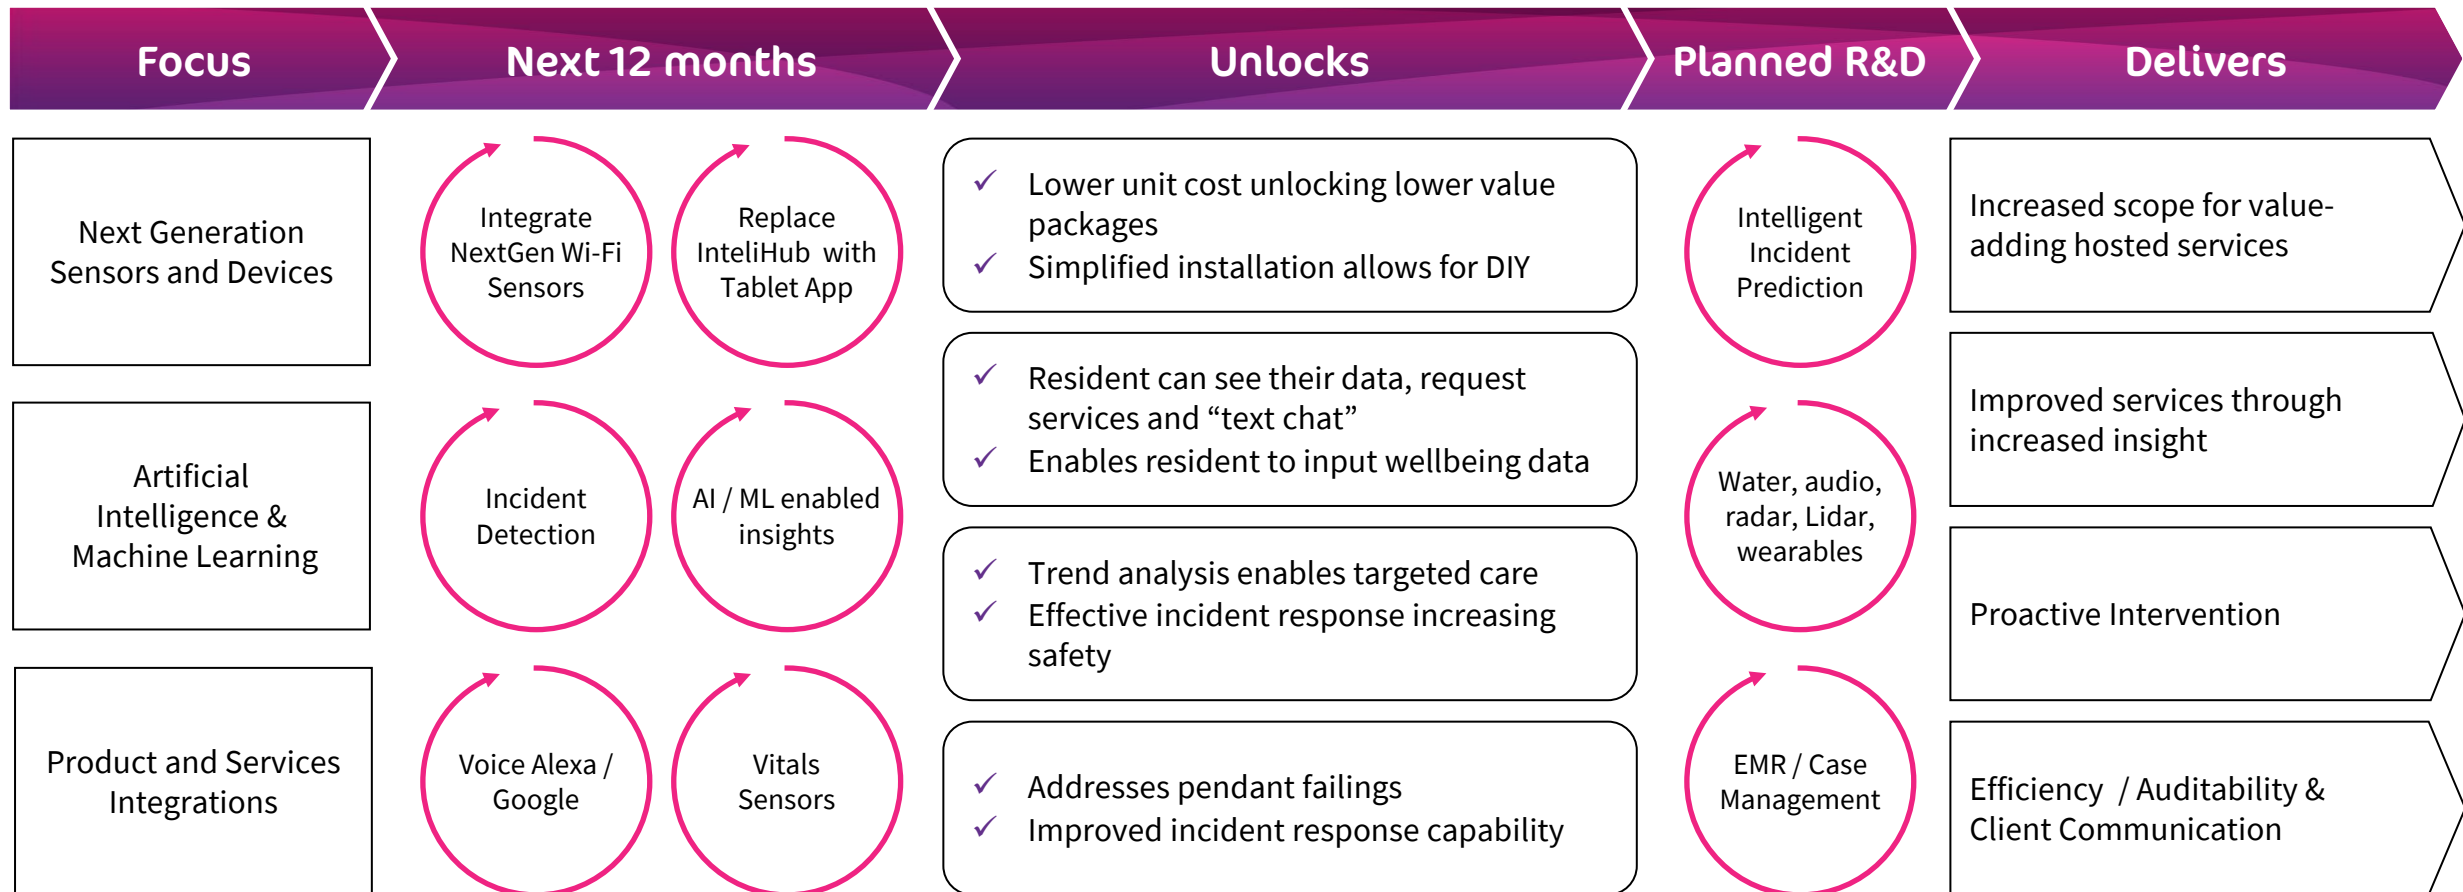 Focus
Next 12 months
Unlocks
Planned R&D
Delivers
Next Generation
Sensors and Devices
Integrate
NextGen Wi-Fi
Sensors
Replace
InteliHub with
Tablet App
✓ Lower unit cost unlocking lower value
packages
✓ Simplified installation allows for DIY
Intelligent
Incident
Prediction
Increased scope for value-
adding hosted services
✓ Resident can see their data, request
services and “text chat”
✓ Enables resident to input wellbeing data
Improved services through
increased insight
Artificial
Intelligence &
Machine Learning
Incident
Detection
AI / ML enabled
insights
Water, audio,
radar, Lidar,
wearables
✓ Trend analysis enables targeted care
✓ Effective incident response increasing
safety
Proactive Intervention
Product and Services
Integrations
Voice Alexa /
Google
Vitals
Sensors
✓ Addresses pendant failings
✓ Improved incident response capability
EMR / Case
Management
Efficiency / Auditability &
Client Communication